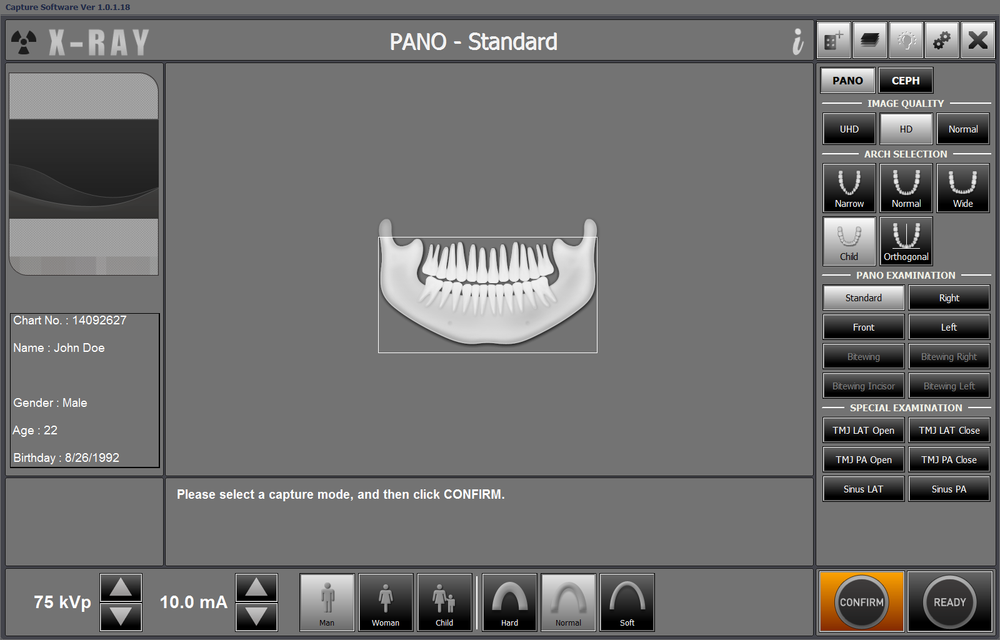 Capture Software Ver 1.0.1.18
X-RAY
PANO - Standard
i
PANO
CEPH
IMAGE QUALITY
UHD
HD
Normal
ARCH SELECTION
Narrow
Normal
Wide
Child
Orthogonal
PANO EXAMINATION
Standard
Right
Front
Left
Bitewing
Bitewing Right
Bitewing Incisor
Bitewing Left
SPECIAL EXAMINATION
TMJ LAT Open
TMJ LAT Close
TMJ PA Open
TMJ PA Close
Sinus LAT
Sinus PA
Chart No. : 14092627
Name : John Doe
Gender : Male
Age : 22
Birthday : 8/26/1992
Please select a capture mode, and then click CONFIRM.
75 kVp
10.0 mA
Man
Woman
Child
Hard
Normal
Soft
CONFIRM
READY